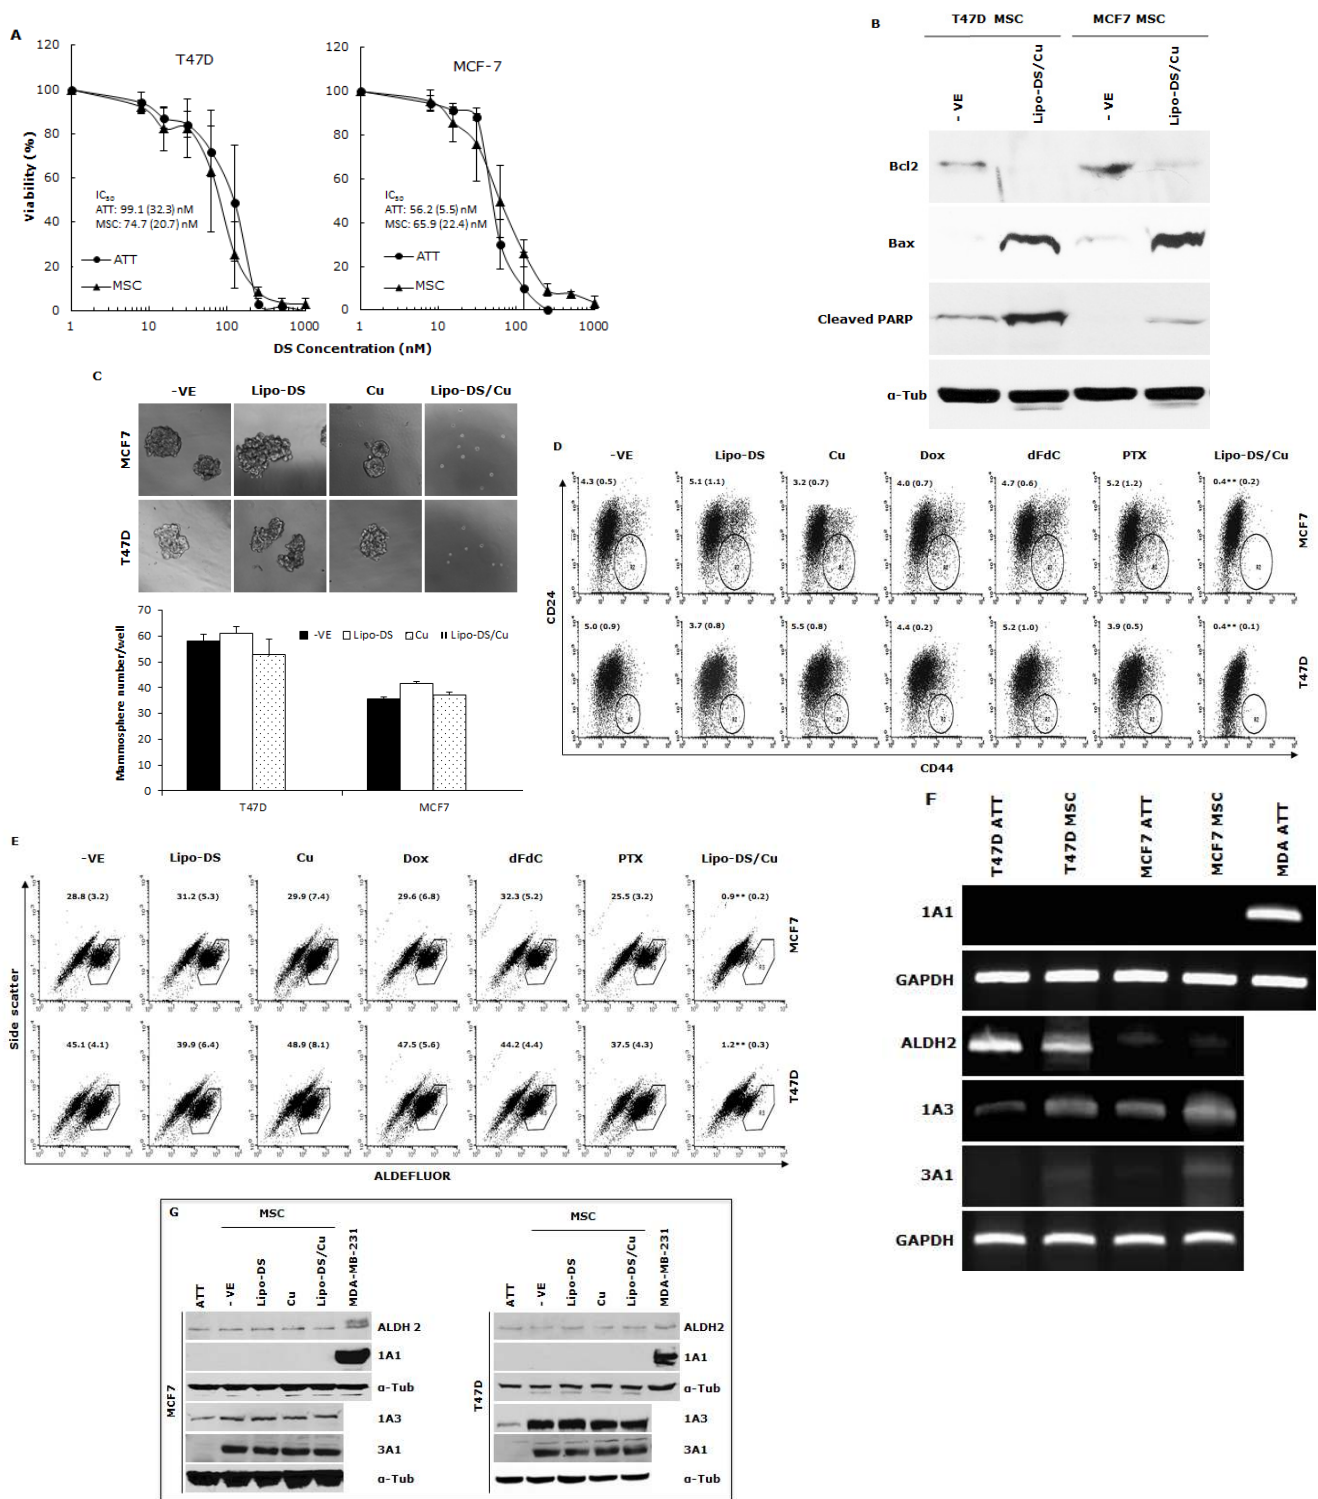 A
T47D
MCF-7
120
100
80
60
40
20
0
Viability (%)
IC50
ATT: 99.1 (32.3) nM
MSC: 74.7 (20.7) nM
ATT
MSC
1 10 100 1000
120
100
80
60
40
20
0
IC50
ATT: 56.2 (5.5) nM
MSC: 65.9 (22.4) nM
ATT
MSC
1 10 100 1000
DS Concentration (nM)
B
T47D MSC MCF7 MSC
- VE Lipo-DS/Cu - VE Lipo-DS/Cu
Bcl2
Bax
Cleaved PARP
α-Tub
C
-VE Lipo-DS Cu Lipo-DS/Cu
MCF7
T47D
70
60
50
40
30
20
10
0
Mammosphere number/well
-VE Lipo-DS Cu Lipo-DS/Cu
T47D MCF7
D
-VE Lipo-DS Cu Dox dFdC PTX Lipo-DS/Cu
4.3 (0.5) 5.1 (1.1) 3.2 (0.7) 4.0 (0.7) 4.7 (0.6) 5.2 (1.2) 0.4** (0.2)
MCF7
5.0 (0.9) 3.7 (0.8) 5.5 (0.8) 4.4 (0.2) 5.2 (1.0) 3.9 (0.5) 0.4** (0.1)
T47D
CD24
CD44
E
-VE Lipo-DS Cu Dox dFdC PTX Lipo-DS/Cu
28.8 (3.2) 31.2 (5.3) 29.9 (7.4) 29.6 (6.8) 32.3 (5.2) 25.5 (3.2) 0.9** (0.2)
MCF7
45.1 (4.1) 39.9 (6.4) 48.9 (8.1) 47.5 (5.6) 44.2 (4.4) 37.5 (4.3) 1.2** (0.3)
T47D
Side scatter
ALDEFLUOR
F
T47D ATT T47D MSC MCF7 ATT MCF7 MSC MDA ATT
1A1
GAPDH
ALDH2
1A3
3A1
GAPDH
G
MSC
ATT - VE Lipo-DS Cu Lipo-DS/Cu MDA-MB-231
ALDH 2
1A1
α-Tub
1A3
3A1
α-Tub
MCF7
MSC
ATT - VE Lipo-DS Cu Lipo-DS/Cu MDA-MB-231
ALDH2
1A1
α-Tub
1A3
3A1
α-Tub
T47D